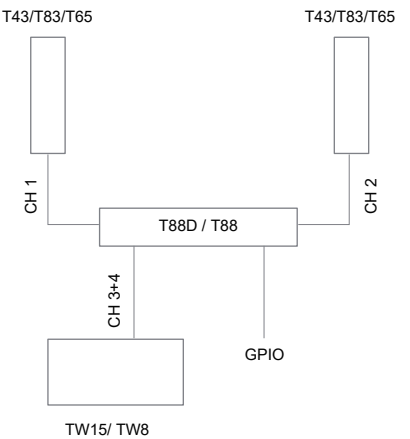 T43/T83/T65
T43/T83/T65
CH 1
CH 2
T88D / T88
CH 3+4
GPIO
TW15/ TW8